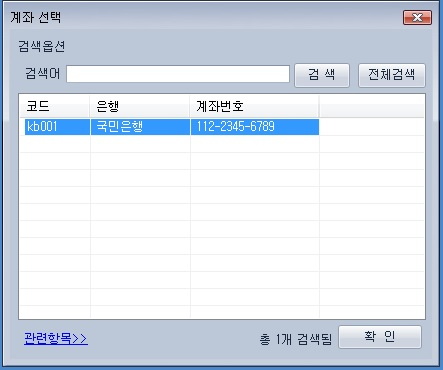 계좌 선택
검색옵션
검색어 검 색 전체검색
코드 은행 계좌번호
kb001 국민은행 112-2345-6789
관련항목>> 총 1개 검색됨 확 인